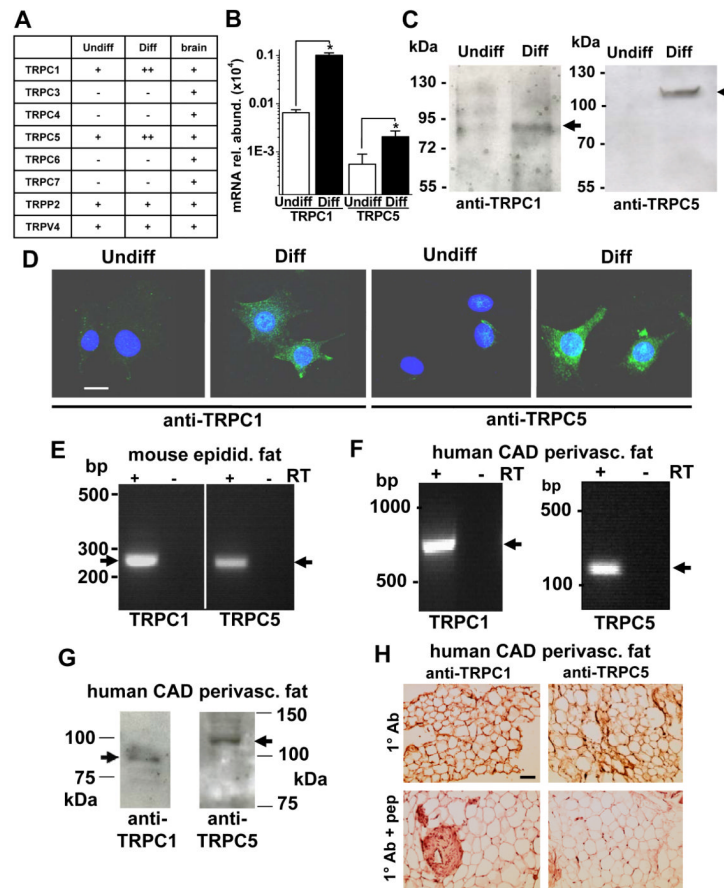 A
Undiff Diff brain
TRPC1 + ++ +
TRPC3 - - +
TRPC4 - - +
TRPC5 + ++ +
TRPC6 - - +
TRPC7 - - +
TRPP2 + + +
TRPV4 + + +
B
mRNA rel. abund. (x10⁴)
0.1
0.01
1E-3
* *
Undiff Diff Undiff Diff
TRPC1 TRPC5
C
kDa Undiff Diff
130
95
72
55
anti-TRPC1
kDa Undiff Diff
130
100
70
55
anti-TRPC5
D
Undiff Diff Undiff Diff
anti-TRPC1 anti-TRPC5
E
mouse epidid. fat
bp + - + - RT
500
300
200
TRPC1 TRPC5
F
human CAD perivasc. fat
bp + - RT
1000
500
TRPC1
bp + - RT
500
100
TRPC5
G
human CAD perivasc. fat
100
75
kDa
anti-
TRPC1
150
100
kDa
75
anti-
TRPC5
H
human CAD perivasc. fat
anti-TRPC1 anti-TRPC5
1° Ab
1° Ab + pep